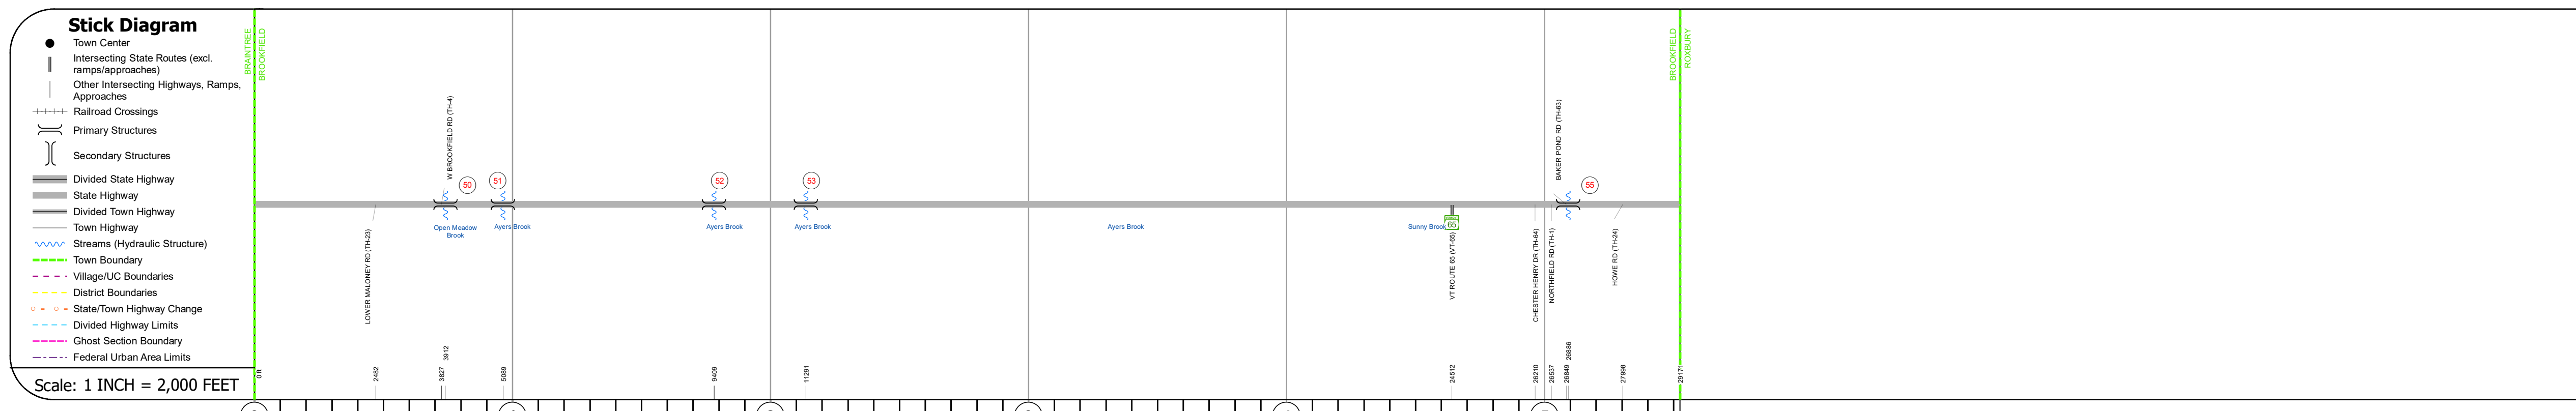 Stick Diagram
Town Center
Intersecting State Routes (excl.
ramps/approaches)
Other Intersecting Highways, Ramps,
Approaches
Railroad Crossings
Primary Structures
Secondary Structures
Divided State Highway
State Highway
Divided Town Highway
Town Highway
Streams (Hydraulic Structure)
Town Boundary
Village/UC Boundaries
District Boundaries
State/Town Highway Change
Divided Highway Limits
Ghost Section Boundary
Federal Urban Area Limits
Scale: 1 INCH = 2,000 FEET
BRAINTREE
BROOKFIELD
BROOKFIELD
ROXBURY
LOWER MALONEY RD (TH-23)
W BROOKFIELD RD (TH-4)
50
51
52
53
55
Open Meadow
Brook
Ayers Brook
Ayers Brook
Ayers Brook
Ayers Brook
Sunny Brook
65
VT ROUTE 65 (VT-65)
CHESTER HENRY DR (TH-64)
NORTHFIELD RD (TH-1)
BAKER POND RD (TH-63)
HOWE RD (TH-24)
0 ft
2482
3827
3912
5089
9409
11291
24512
26210
26537
26849
26886
27998
29171